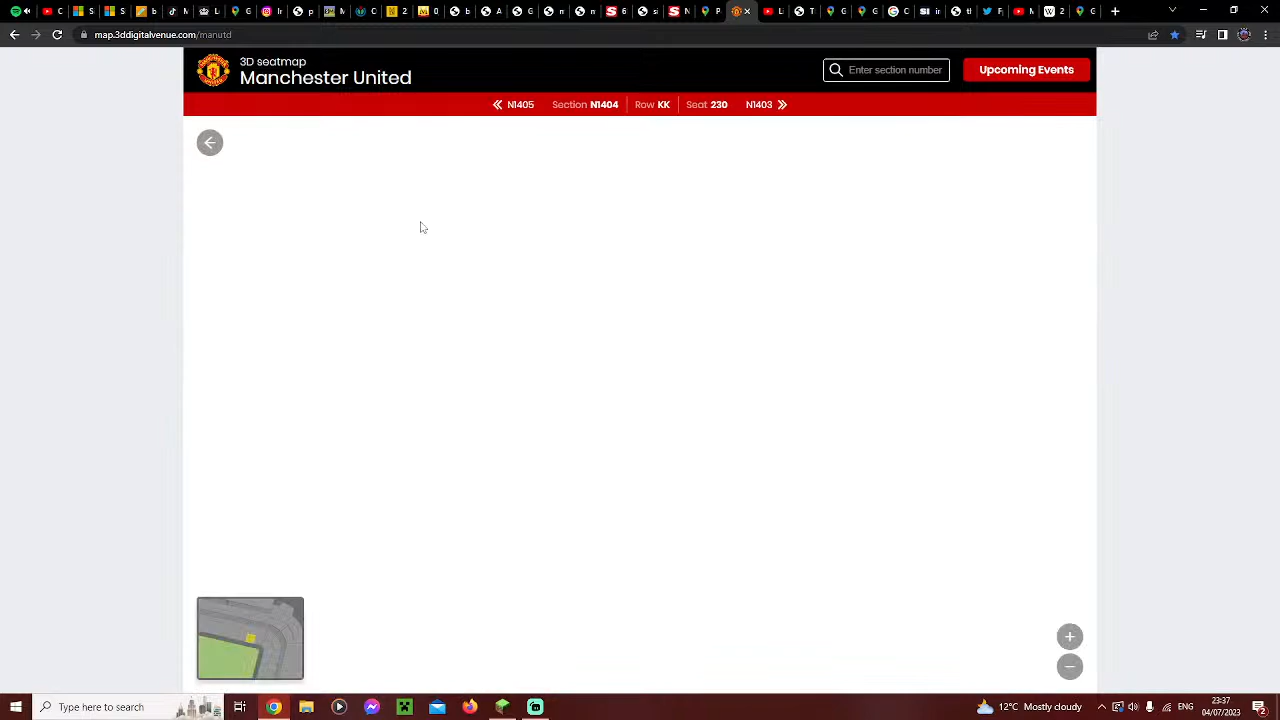 map.3ddigitalvenue.com/manutd
3D seatmap
Manchester United
Enter section number
Upcoming Events
N1405 Section N1404 Row KK Seat 230 N1403
Type here to search
12°C Mostly cloudy
ENG
23:37
04/07/2023